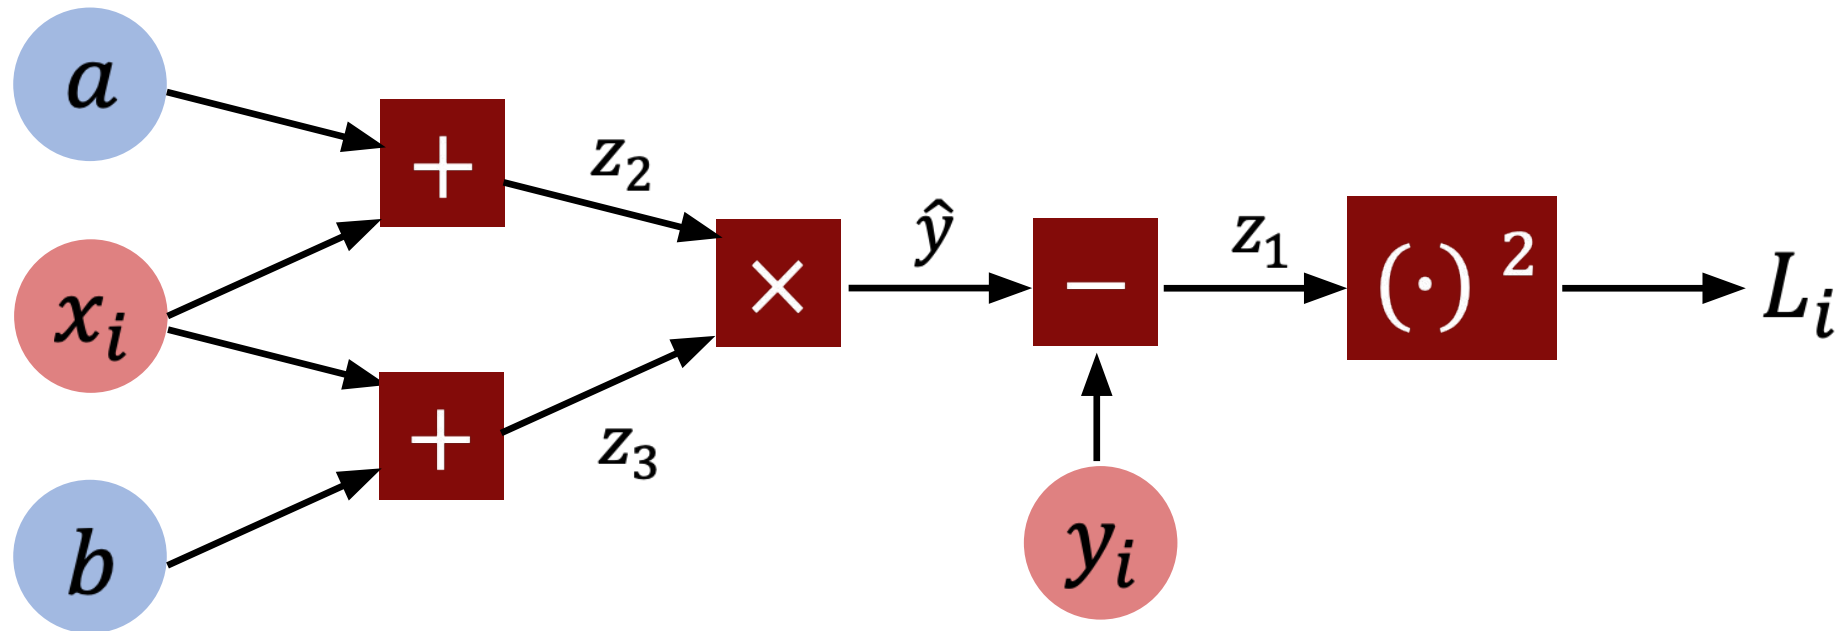 a
+
z₂
xᵢ
×
ŷ
−
z₁
(·)²
Lᵢ
+
z₃
b
yᵢ